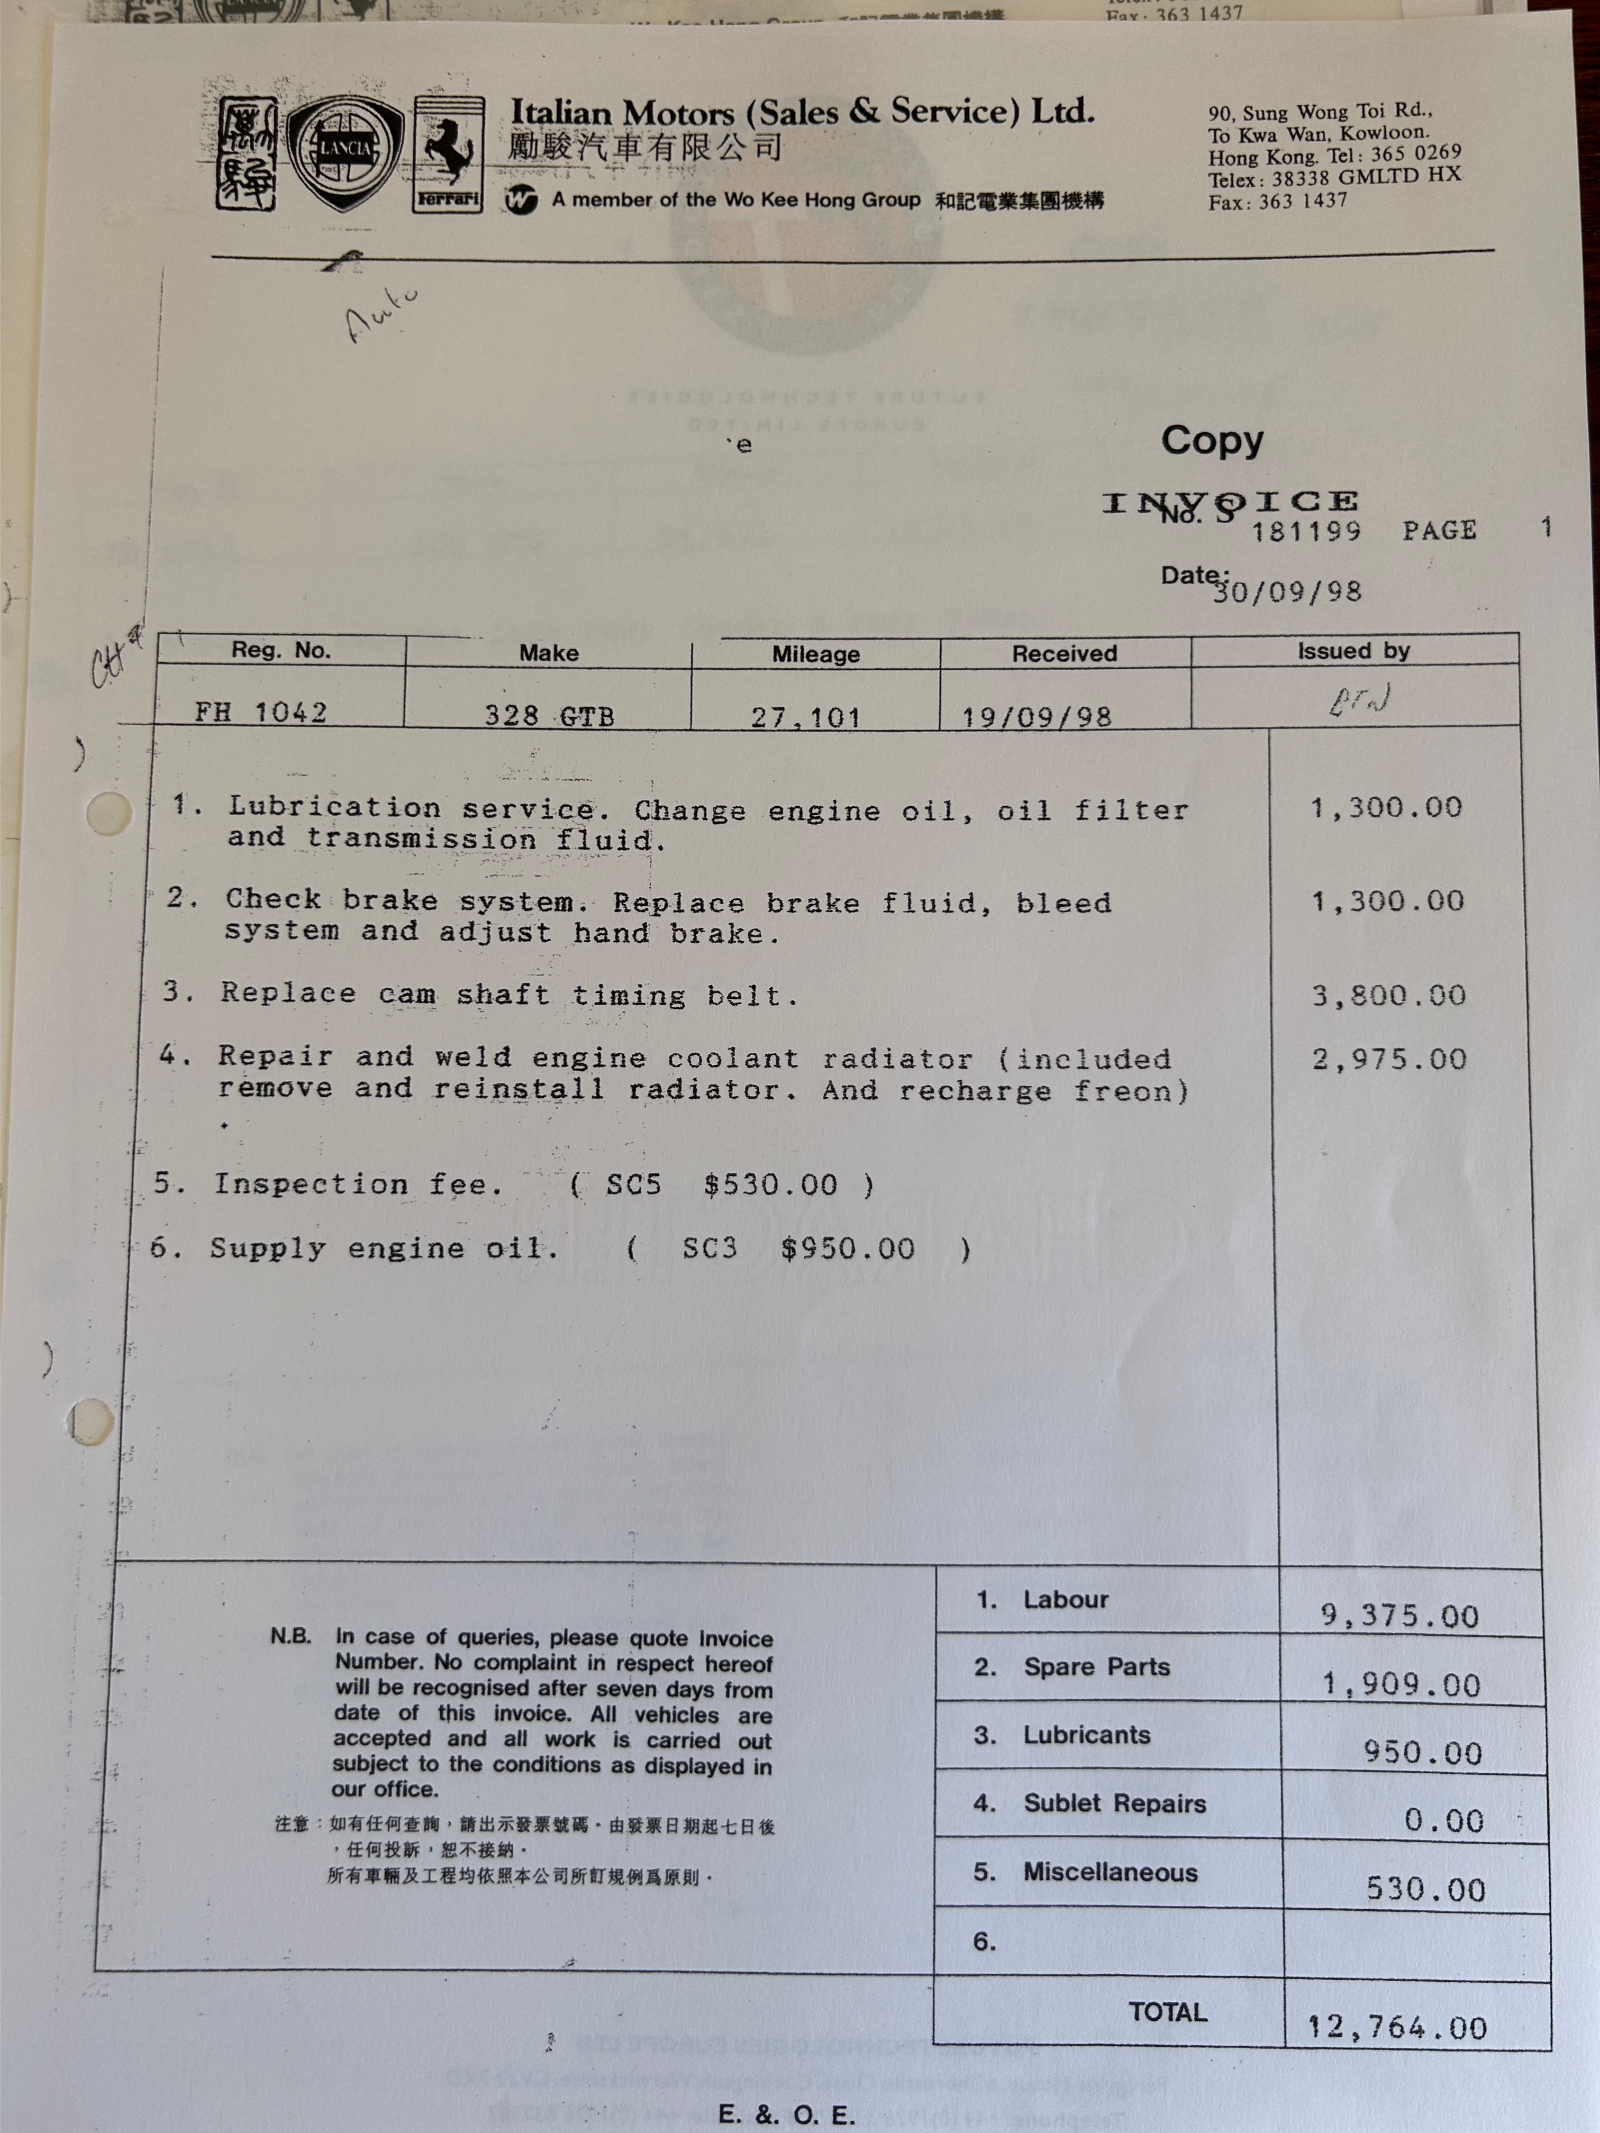 Fax: 363 1437
LANCIA
Ferrari
Italian Motors (Sales & Service) Ltd.
勵駿汽車有限公司
A member of the Wo Kee Hong Group 和記電業集團機構
90, Sung Wong Toi Rd.,
To Kwa Wan, Kowloon.
Hong Kong. Tel: 365 0269
Telex: 38338 GMLTD HX
Fax: 363 1437
Auto
e
Copy
INVOICE
No. S 181199 PAGE 1
Date: 30/09/98
Reg. No. Make Mileage Received Issued by
FH 1042 328 GTB 27,101 19/09/98
1. Lubrication service. Change engine oil, oil filter 1,300.00
and transmission fluid.
2. Check brake system. Replace brake fluid, bleed 1,300.00
system and adjust hand brake.
3. Replace cam shaft timing belt. 3,800.00
4. Repair and weld engine coolant radiator (included 2,975.00
remove and reinstall radiator. And recharge freon)
.
5. Inspection fee. ( SC5 $530.00 )
6. Supply engine oil. ( SC3 $950.00 )
N.B. In case of queries, please quote Invoice
Number. No complaint in respect hereof
will be recognised after seven days from
date of this invoice. All vehicles are
accepted and all work is carried out
subject to the conditions as displayed in
our office.
注意：如有任何查詢，請出示發票號碼。由發票日期起七日後
，任何投訴，恕不接納。
所有車輛及工程均依照本公司所訂規例爲原則。
1. Labour 9,375.00
2. Spare Parts 1,909.00
3. Lubricants 950.00
4. Sublet Repairs 0.00
5. Miscellaneous 530.00
6.
TOTAL 12,764.00
E. &. O. E.